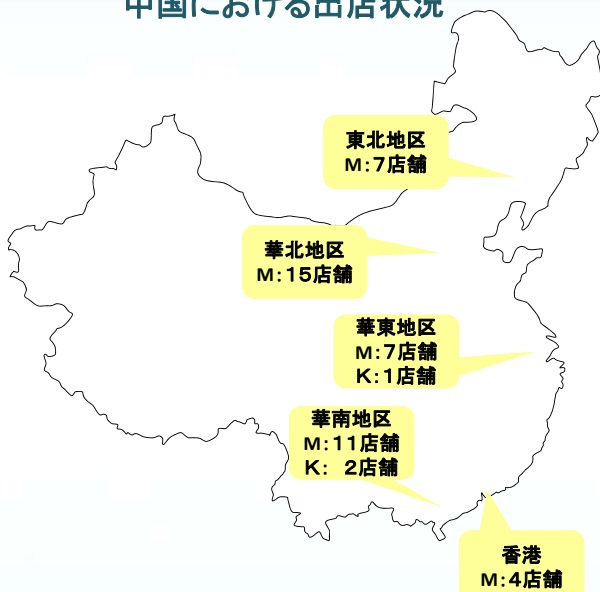 中国における出店状況
東北地区
M:7店舗
華北地区
M:15店舗
華東地区
M:7店舗
K:1店舗
華南地区
M:11店舗
K: 2店舗
香港
M:4店舗